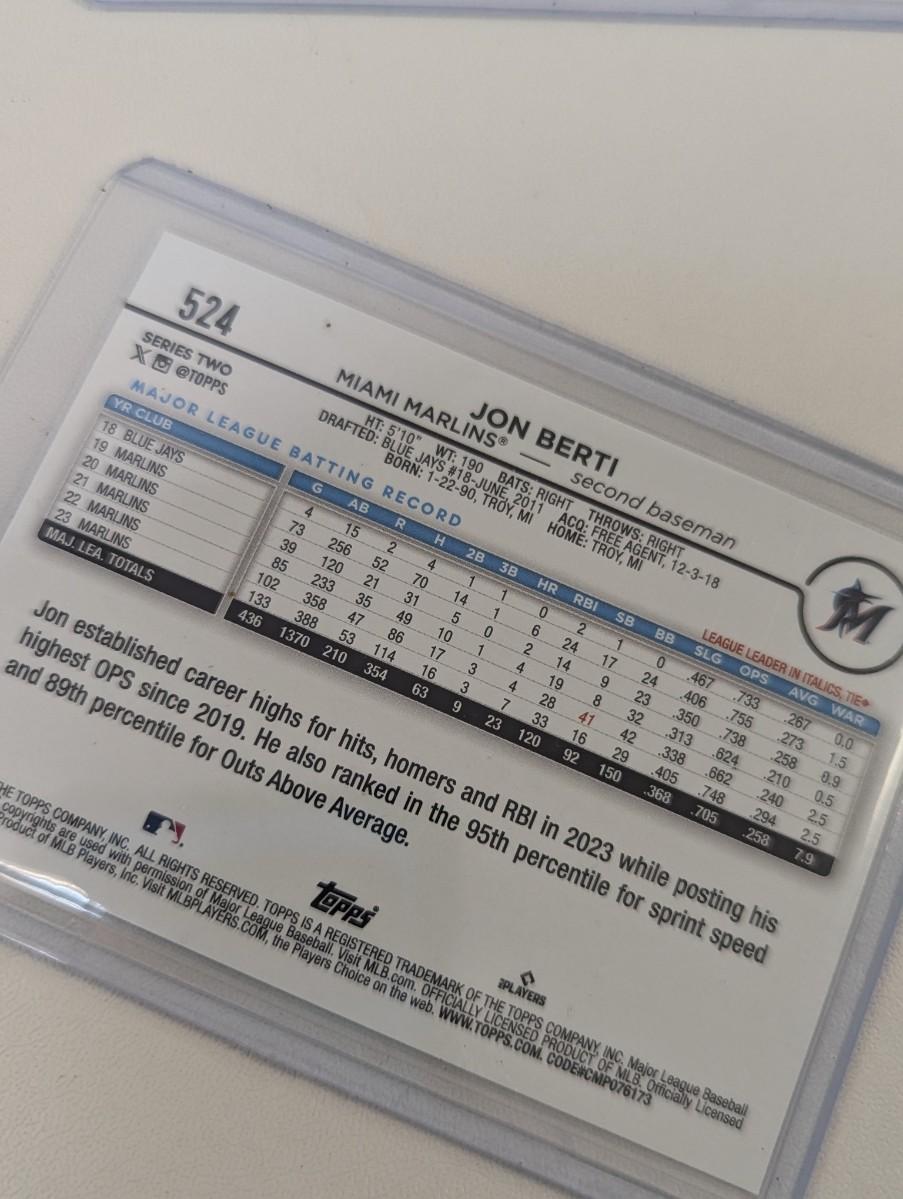 524
SERIES TWO
X @TOPPS
JON BERTI
MIAMI MARLINS® — second baseman
HT: 5'10" WT: 190 BATS: RIGHT THROWS: RIGHT
DRAFTED: BLUE JAYS #18-JUNE, 2011 ACQ: FREE AGENT, 12-3-18
BORN: 1-22-90, TROY, MI HOME: TROY, MI
M
MAJOR LEAGUE BATTING RECORD
LEAGUE LEADER IN ITALICS, TIE♦
YR CLUB G AB R H 2B 3B HR RBI SB BB SLG OPS AVG WAR
18 BLUE JAYS 4 15 2 4 1 1 0 2 1 0 .467 .733 .267 0.0
19 MARLINS 73 256 52 70 14 1 6 24 17 24 .406 .755 .273 1.5
20 MARLINS 39 120 21 31 5 0 2 14 9 23 .350 .738 .258 0.9
21 MARLINS 85 233 35 49 10 1 4 19 8 32 .313 .624 .210 0.5
22 MARLINS 102 358 47 86 17 3 4 28 41 42 .338 .662 .240 2.5
23 MARLINS 133 388 53 114 16 3 7 33 16 29 .405 .748 .294 2.5
MAJ. LEA. TOTALS 436 1370 210 354 63 9 23 120 92 150 .368 .705 .258 7.9
Jon established career highs for hits, homers and RBI in 2023 while posting his
highest OPS since 2019. He also ranked in the 95th percentile for sprint speed
and 89th percentile for Outs Above Average.
topps®
PLAYERS
TOPPS COMPANY, INC. ALL RIGHTS RESERVED. TOPPS IS A REGISTERED TRADEMARK OF THE TOPPS COMPANY, INC. Major League Baseball
copyrights are used with permission of Major League Baseball. Visit MLB.com. OFFICIALLY LICENSED PRODUCT OF MLB. Officially Licensed
Product of MLB Players, Inc. Visit MLBPLAYERS.COM, the Players Choice on the web. WWW.TOPPS.COM. CODE#CMP076173